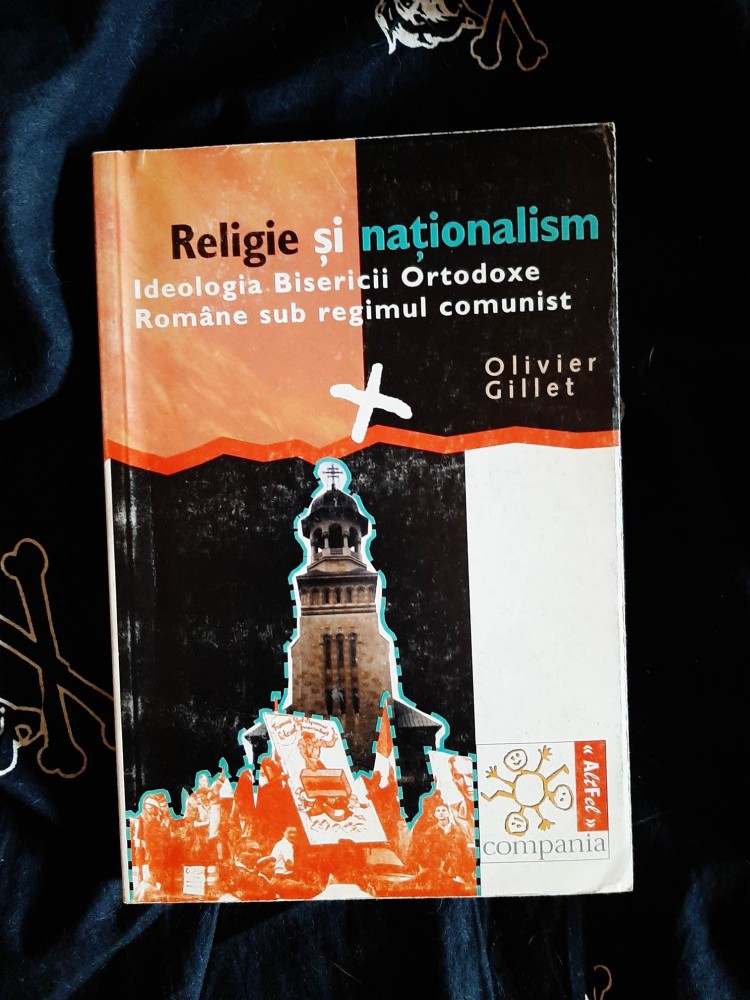 Religie și naționalism
Ideologia Bisericii Ortodoxe
Române sub regimul comunist
Olivier
Gillet
« AltFel »
compania